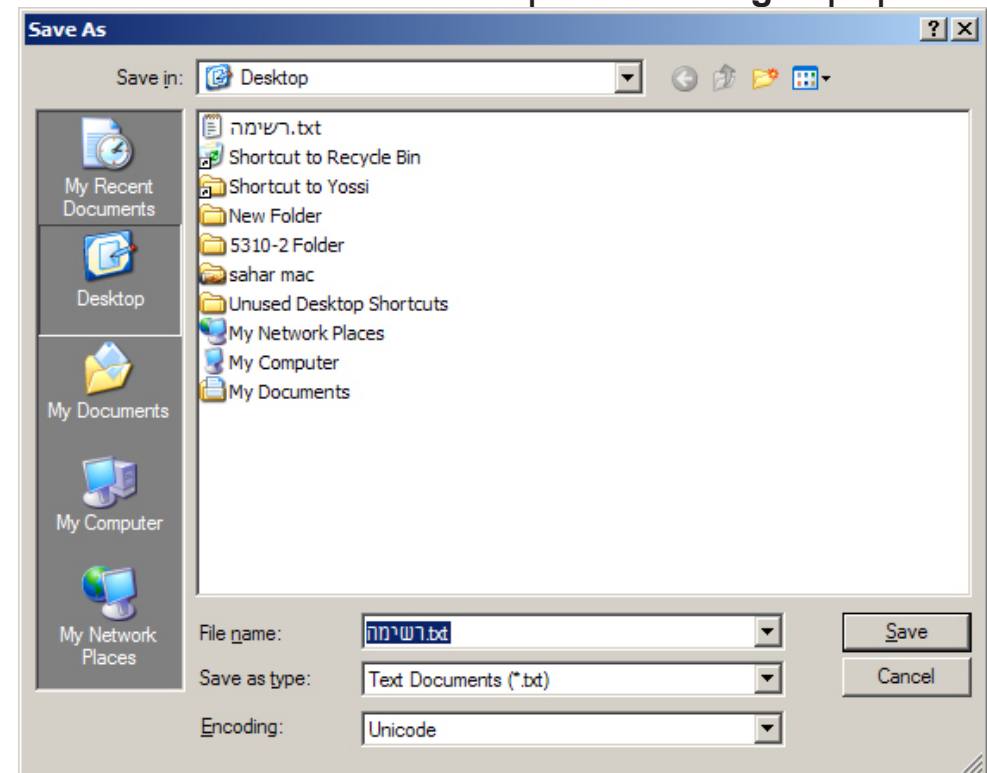 Save As
Save in:
Desktop
My Recent
Documents
Desktop
My Documents
My Computer
My Network
Places
רשימה.txt
Shortcut to Recycle Bin
Shortcut to Yossi
New Folder
5310-2 Folder
sahar mac
Unused Desktop Shortcuts
My Network Places
My Computer
My Documents
File name:
רשימה.txt
Save
Save as type:
Text Documents (*.txt)
Cancel
Encoding:
Unicode